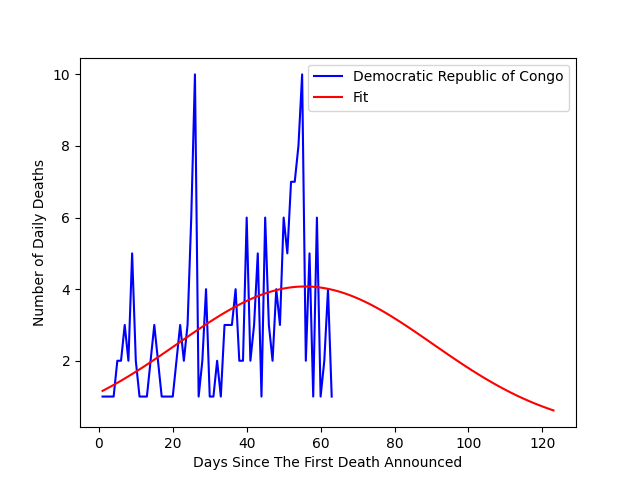 Democratic Republic of Congo
Fit
10
8
6
4
2
Number of Daily Deaths
0 20 40 60 80 100 120
Days Since The First Death Announced